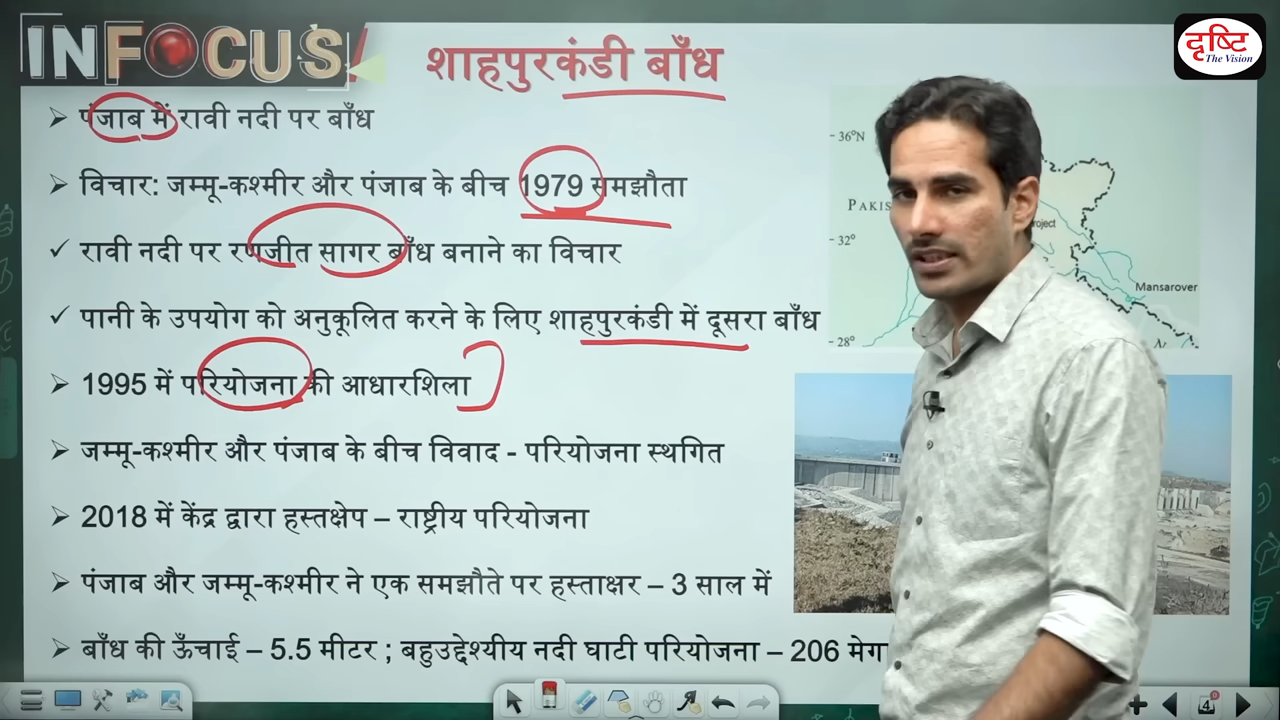 INFOCUS!
शाहपुरकंडी बाँध
दृष्टि
The Vision
➢ पंजाब में रावी नदी पर बाँध
➢ विचार: जम्मू-कश्मीर और पंजाब के बीच 1979 समझौता
✓ रावी नदी पर रणजीत सागर बाँध बनाने का विचार
✓ पानी के उपयोग को अनुकूलित करने के लिए शाहपुरकंडी में दूसरा बाँध
➢ 1995 में परियोजना की आधारशिला
➢ जम्मू-कश्मीर और पंजाब के बीच विवाद - परियोजना स्थगित
➢ 2018 में केंद्र द्वारा हस्तक्षेप – राष्ट्रीय परियोजना
➢ पंजाब और जम्मू-कश्मीर ने एक समझौते पर हस्ताक्षर – 3 साल में
➢ बाँध की ऊँचाई – 5.5 मीटर ; बहुउद्देश्यीय नदी घाटी परियोजना – 206 मेगा
36°N
PAKIS
32°
oject
Mansarover
28°
4